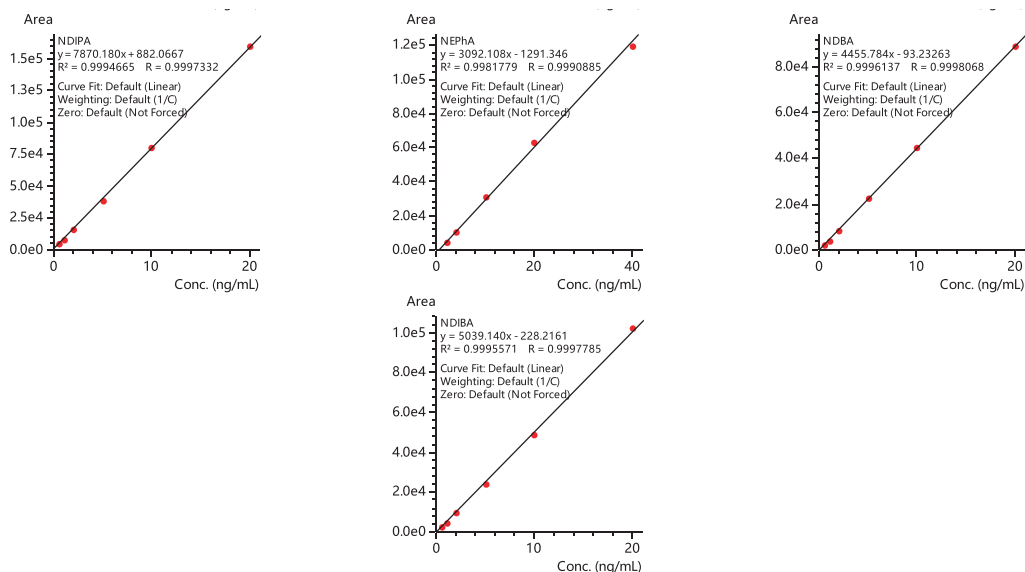 Area
NDIPA
y = 7870.180x + 882.0667
R² = 0.9994665 R = 0.9997332
Curve Fit: Default (Linear)
Weighting: Default (1/C)
Zero: Default (Not Forced)
1.5e5
1.3e5
1.0e5
7.5e4
5.0e4
2.5e4
0.0e0
0 10 20
Conc. (ng/mL)
Area
NEPhA
y = 3092.108x - 1291.346
R² = 0.9981779 R = 0.9990885
Curve Fit: Default (Linear)
Weighting: Default (1/C)
Zero: Default (Not Forced)
1.2e5
1.0e5
8.0e4
6.0e4
4.0e4
2.0e4
0.0e0
0 20 40
Conc. (ng/mL)
Area
NDBA
y = 4455.784x - 93.23263
R² = 0.9996137 R = 0.9998068
Curve Fit: Default (Linear)
Weighting: Default (1/C)
Zero: Default (Not Forced)
8.0e4
6.0e4
4.0e4
2.0e4
0.0e0
0 10 20
Conc. (ng/mL)
Area
NDIBA
y = 5039.140x - 228.2161
R² = 0.9995571 R = 0.9997785
Curve Fit: Default (Linear)
Weighting: Default (1/C)
Zero: Default (Not Forced)
1.0e5
8.0e4
6.0e4
4.0e4
2.0e4
0.0e0
0 10 20
Conc. (ng/mL)